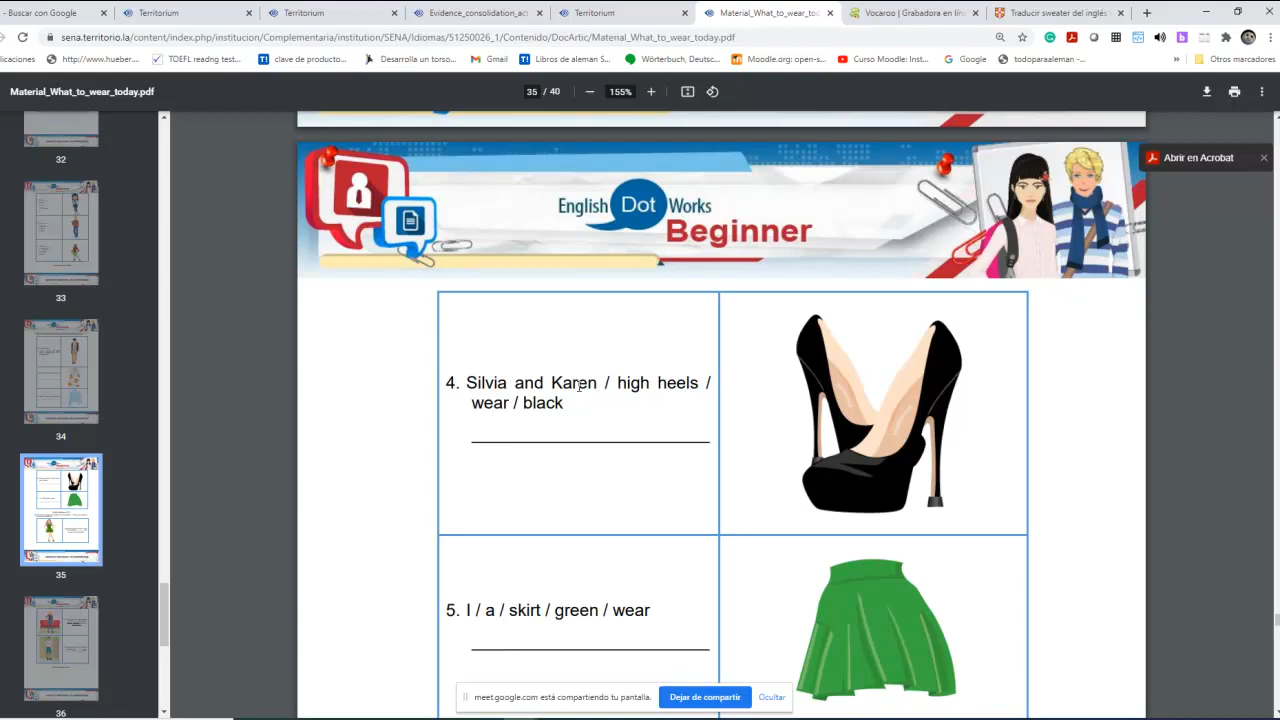 - Buscar con Google
Territorium
Territorium
Evidence_consolidation_act
Territorium
Material_What_to_wear_today
Vocaroo | Grabadora en lín
Traducir sweater del inglés
sena.territorio.la/content/index.php/institucion/Complementaria/institution/SENA/Idiomas/51250026_1/Contenido/DocArtic/Material_What_to_wear_today.pdf
licaciones
http://www.hueber...
TOEFL readng test...
clave de producto...
Desarollar un torso...
Gmail
Libros de aleman S...
Wörterbuch, Deutsc...
Moodle.org: open-s...
Curso Moodle: Inst...
Google
todoparaaleman -...
Otros marcadores
Material_What_to_wear_today.pdf
35 / 40
155%
Abrir en Acrobat
32
33
34
35
36
English Dot Works
Beginner
4. Silvia and Karen / high heels /
wear / black
5. I / a / skirt / green / wear
meet.google.com está compartiendo tu pantalla.
Dejar de compartir
Ocultar